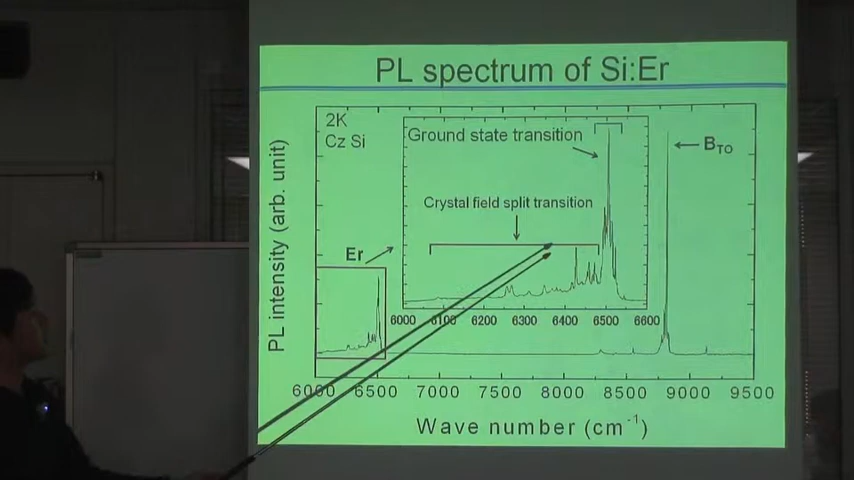 PL spectrum of Si:Er
2K
Cz Si
Ground state transition
B_TO
Crystal field split transition
Er
PL intensity (arb. unit)
6000 6100 6200 6300 6400 6500 6600
6000 6500 7000 7500 8000 8500 9000 9500
Wave number (cm⁻¹)